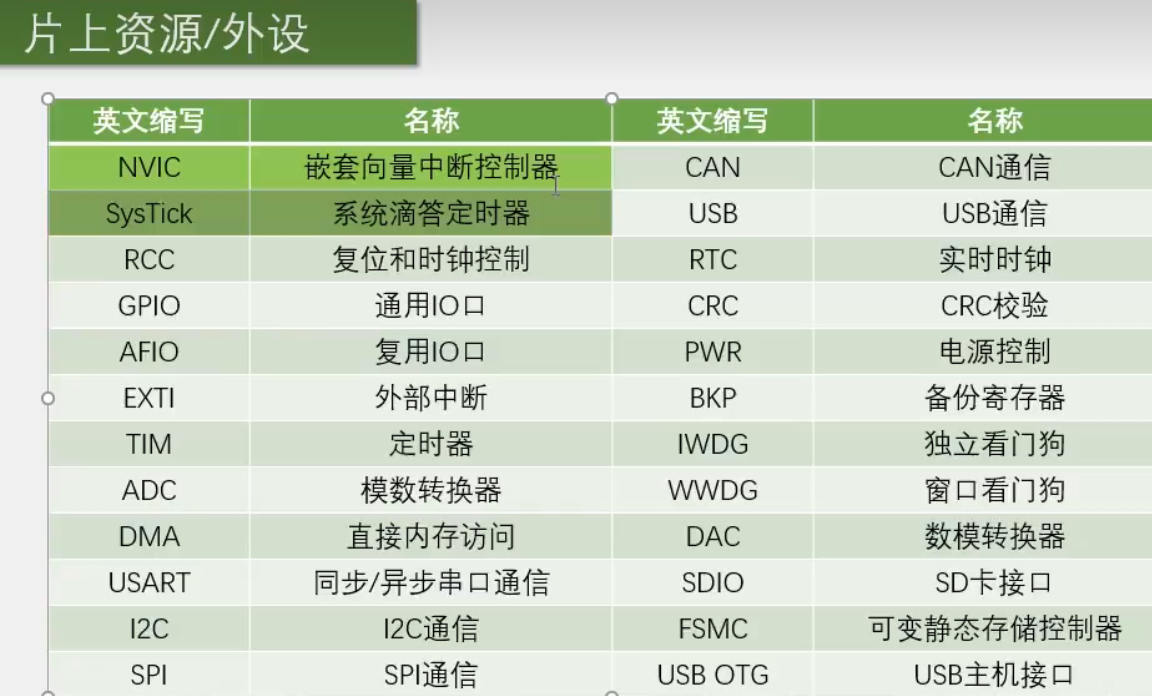 片上资源/外设
英文缩写 名称 英文缩写 名称
NVIC 嵌套向量中断控制器 CAN CAN通信
SysTick 系统滴答定时器 USB USB通信
RCC 复位和时钟控制 RTC 实时时钟
GPIO 通用IO口 CRC CRC校验
AFIO 复用IO口 PWR 电源控制
EXTI 外部中断 BKP 备份寄存器
TIM 定时器 IWDG 独立看门狗
ADC 模数转换器 WWDG 窗口看门狗
DMA 直接内存访问 DAC 数模转换器
USART 同步/异步串口通信 SDIO SD卡接口
I2C I2C通信 FSMC 可变静态存储控制器
SPI SPI通信 USB OTG USB主机接口